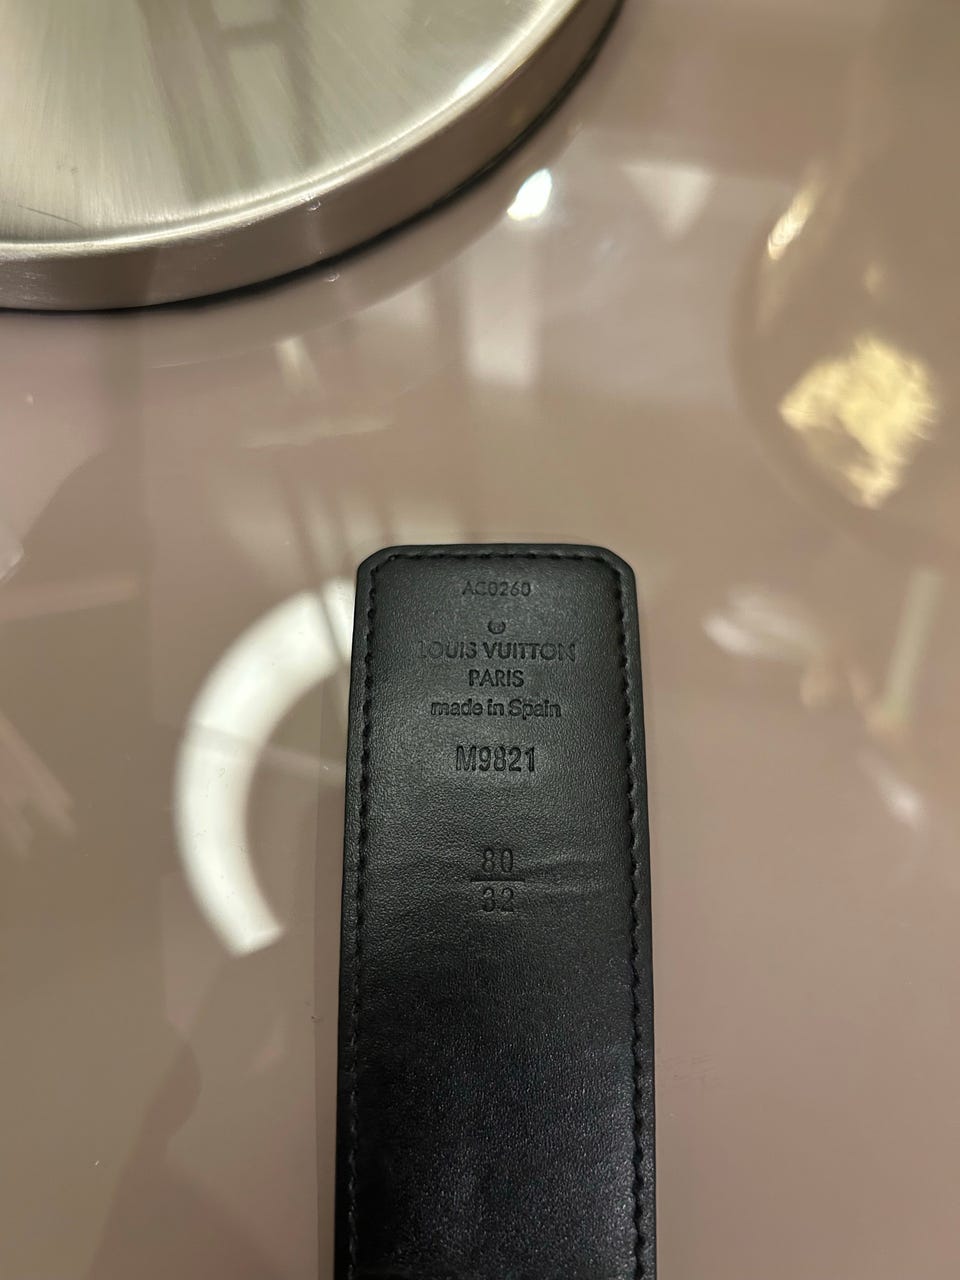 AC0260
LOUIS VUITTON
PARIS
made in Spain
M9821
80
32